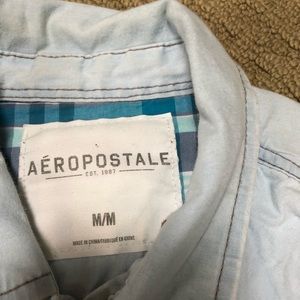 AÉROPOSTALE
EST. 1987
M/M
MADE IN CHINA/FABRIQUÉ EN CHINE